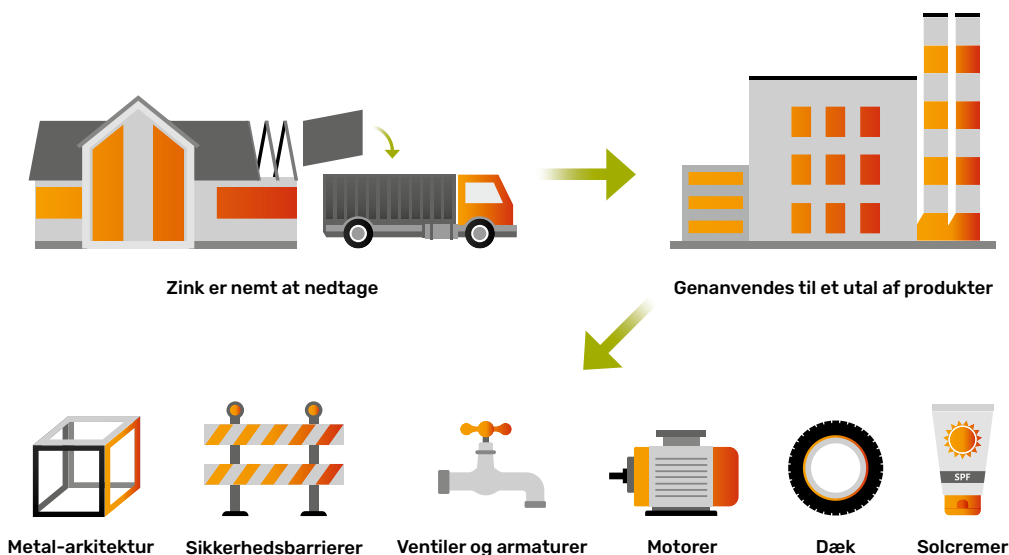 Zink er nemt at nedtage
Genanvendes til et utal af produkter
SPF
Metal-arkitektur
Sikkerhedsbarrierer
Ventiler og armaturer
Motorer
Dæk
Solcremer